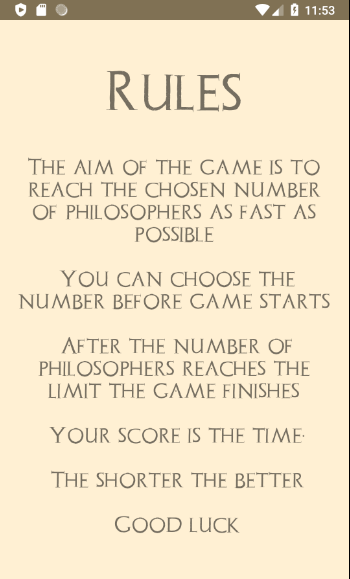 11:53
Rules
The aim of the game is to
reach the chosen number
of philosophers as fast as
possible
You can choose the
number before game starts
After the number of
philosophers reaches the
limit the game finishes
Your score is the time.
The shorter the better
Good luck